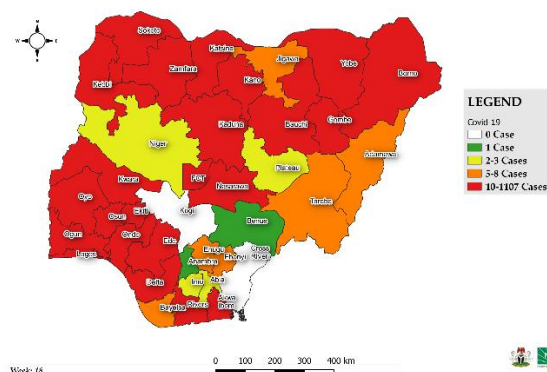 Sokoto
Katsina
Jigawa
Yobe
Borno
Zamfara
Kano
Kebbi
Kaduna
Bauchi
Gombe
Adamawa
Niger
Plateau
FCT
Kwara
Nasarawa
Taraba
Oyo
Osun
Ekiti
Kogi
Benue
Ogun
Ondo
Edo
Lagos
Enugu
Ebonyi
Cross
River
Anambra
Delta
Imo
Abia
Bayelsa
Rivers
Akwa
Ibom
LEGEND
Covid 19
0 Case
1 Case
2-3 Cases
5-8 Cases
10-1107 Cases
Week: 18
0 100 200 300 400 km